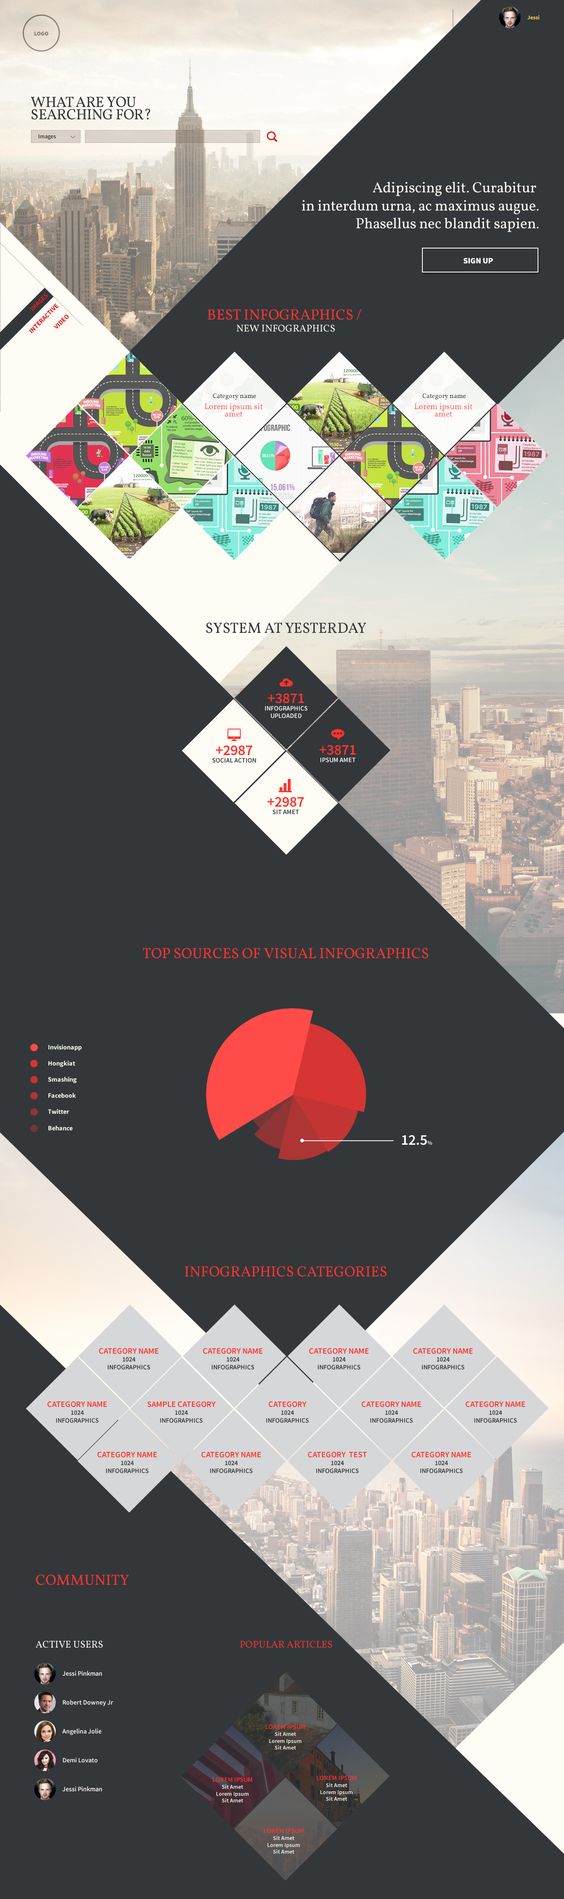 LOGO
Jessi
WHAT ARE YOU
SEARCHING FOR?
Images
Adipiscing elit. Curabitur
in interdum urna, ac maximus augue.
Phasellus nec blandit sapien.
SIGN UP
IMAGES
INTERACTIVE
VIDEO
BEST INFOGRAPHICS /
NEW INFOGRAPHICS
Category name
Lorem ipsum sit
amet
Category name
Lorem ipsum sit
amet
OGRAPHIC
60%
15.061%
1987
1987
1987
SYSTEM AT YESTERDAY
+3871
INFOGRAPHICS
UPLOADED
+2987
SOCIAL ACTION
+3871
IPSUM AMET
+2987
SIT AMET
TOP SOURCES OF VISUAL INFOGRAPHICS
Invisionapp
Hongkiat
Smashing
Facebook
Twitter
Behance
12.5%
INFOGRAPHICS CATEGORIES
CATEGORY NAME
1024
INFOGRAPHICS
CATEGORY NAME
1024
INFOGRAPHICS
CATEGORY NAME
1024
INFOGRAPHICS
CATEGORY NAME
1024
INFOGRAPHICS
CATEGORY NAME
1024
INFOGRAPHICS
SAMPLE CATEGORY
1024
INFOGRAPHICS
CATEGORY
1024
INFOGRAPHICS
CATEGORY NAME
1024
INFOGRAPHICS
CATEGORY NAME
1024
INFOGRAPHICS
CATEGORY NAME
1024
INFOGRAPHICS
CATEGORY NAME
1024
INFOGRAPHICS
CATEGORY TEST
1024
INFOGRAPHICS
CATEGORY NAME
1024
INFOGRAPHICS
COMMUNITY
ACTIVE USERS
Jessi Pinkman
Robert Downey Jr
Angelina Jolie
Demi Lovato
Jessi Pinkman
POPULAR ARTICLES
LOREM IPSUM
Sit Amet
Lorem Ipsum
Sit Amet
LOREM IPSUM
Sit Amet
Lorem Ipsum
Sit Amet
LOREM IPSUM
Sit Amet
Lorem Ipsum
Sit Amet
LOREM IPSUM
Sit Amet
Lorem Ipsum
Sit Amet